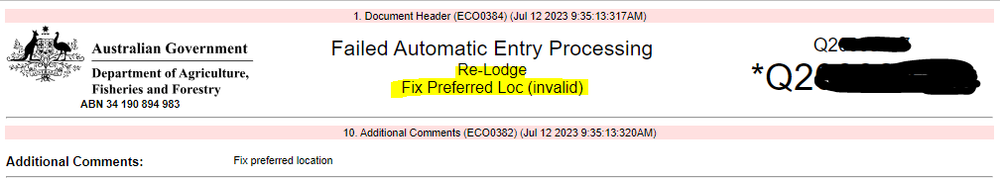 1. Document Header (ECO0384) (Jul 12 2023 9:35:13:317AM)
Australian Government
Department of Agriculture,
Fisheries and Forestry
ABN 34 190 894 983
Failed Automatic Entry Processing
Re-Lodge
Fix Preferred Loc (invalid)
Q2
*Q2
10. Additional Comments (ECO0382) (Jul 12 2023 9:35:13:320AM)
Additional Comments: Fix preferred location